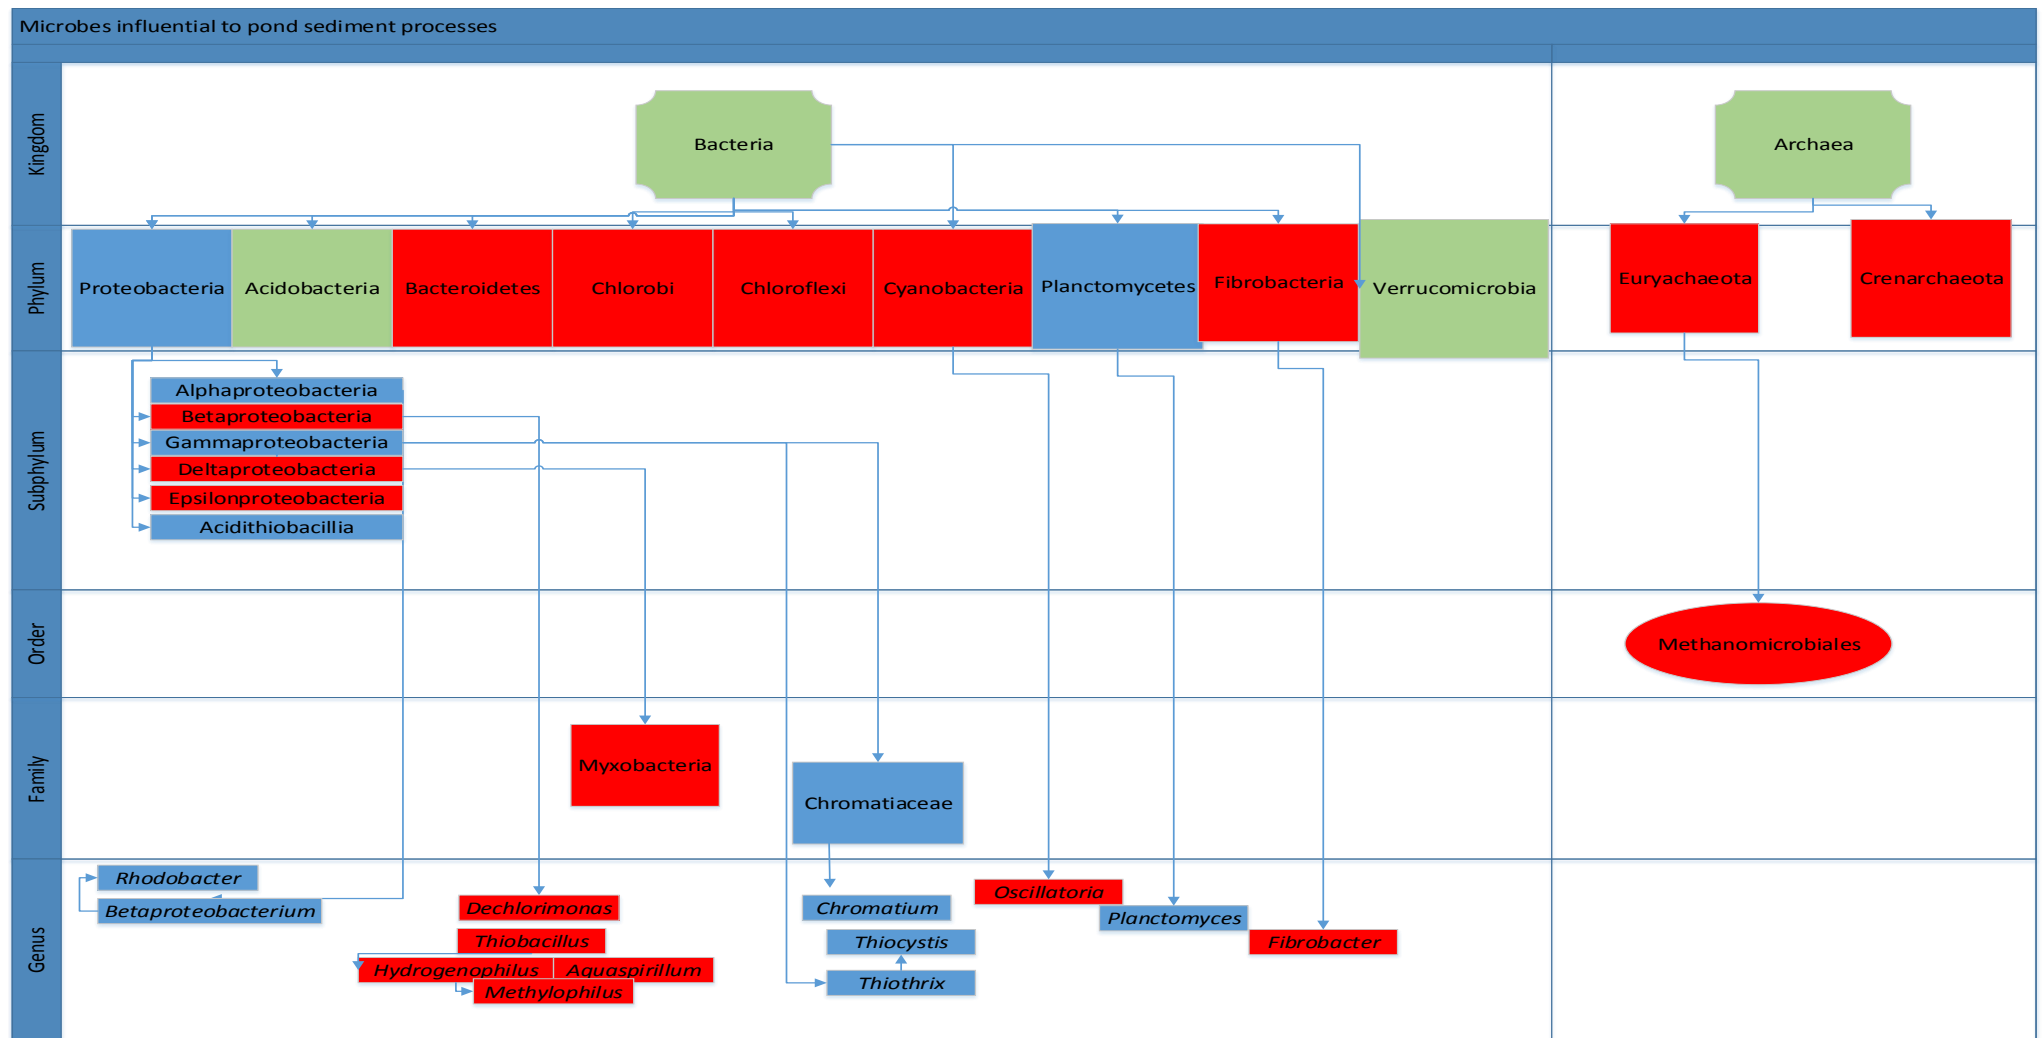 Microbes influential to pond sediment processes
Kingdom
Bacteria
Archaea
Phylum
Proteobacteria
Acidobacteria
Bacteroidetes
Chlorobi
Chloroflexi
Cyanobacteria
Planctomycetes
Fibrobacteria
Verrucomicrobia
Euryachaeota
Crenarchaeota
Subphylum
Alphaproteobacteria
Betaproteobacteria
Gammaproteobacteria
Deltaproteobacteria
Epsilonproteobacteria
Acidithiobacillia
Order
Methanomicrobiales
Family
Myxobacteria
Chromatiaceae
Genus
Rhodobacter
Betaproteobacterium
Dechlorimonas
Thiobacillus
Hydrogenophilus
Aquaspirillum
Methylophilus
Chromatium
Thiocystis
Thiothrix
Oscillatoria
Planctomyces
Fibrobacter